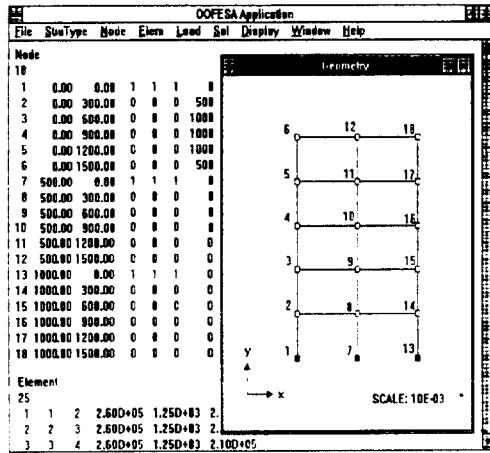 OOFESA Application
File StuType Node Elem Load Sol Display Window Help
Node
18
1 0.00 0.00 1 1 1 0
2 0.00 300.00 0 0 0 500
3 0.00 600.00 0 0 0 1000
4 0.00 900.00 0 0 0 1000
5 0.00 1200.00 0 0 0 1000
6 0.00 1500.00 0 0 0 500
7 500.00 0.00 1 1 1 0
8 500.00 300.00 0 0 0 0
9 500.00 600.00 0 0 0 0
10 500.00 900.00 0 0 0 0
11 500.00 1200.00 0 0 0 0
12 500.00 1500.00 0 0 0 0
13 1000.00 0.00 1 1 1 0
14 1000.00 300.00 0 0 0 0
15 1000.00 600.00 0 0 0 0
16 1000.00 900.00 0 0 0 0
17 1000.00 1200.00 0 0 0 0
18 1000.00 1500.00 0 0 0 0
Element
25
1 1 2 2.60D+05 1.25D+03 2.
2 2 3 2.60D+05 1.25D+03 2.
3 3 4 2.60D+05 1.25D+03 2.10D+05
Geometry
6 12 18
5 11 17
4 10 16
3 9 15
2 8 14
1 7 13
y
x
SCALE: 10E-03